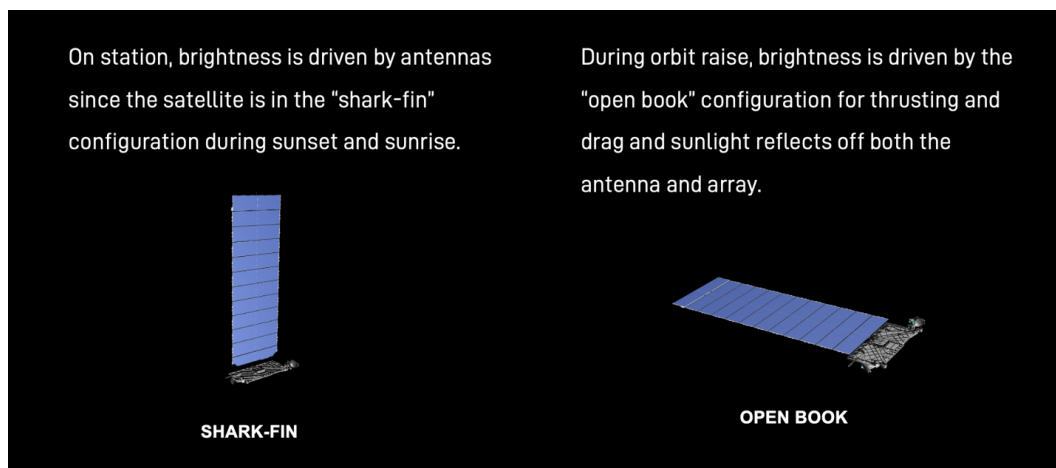 On station, brightness is driven by antennas
since the satellite is in the “shark-fin”
configuration during sunset and sunrise.
SHARK-FIN
During orbit raise, brightness is driven by the
“open book” configuration for thrusting and
drag and sunlight reflects off both the
antenna and array.
OPEN BOOK